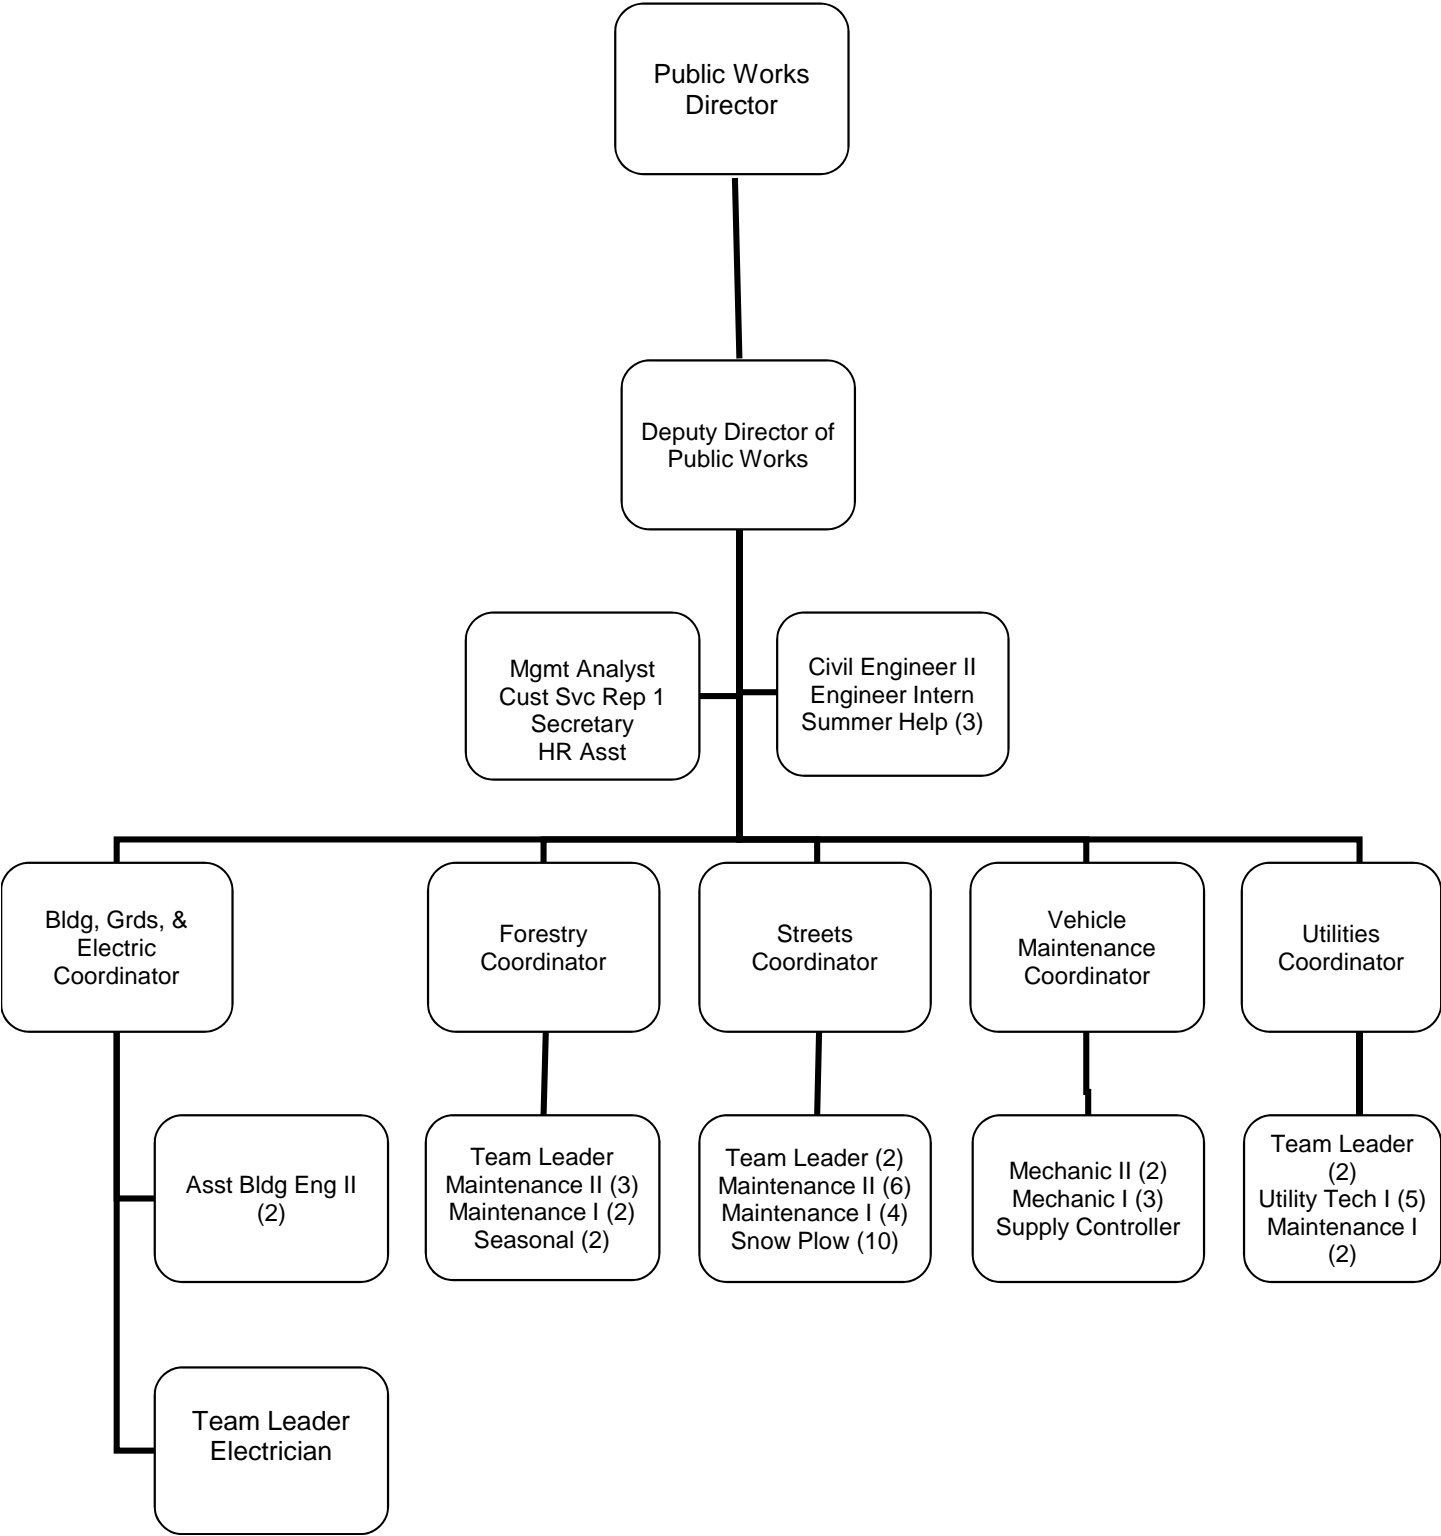 Public Works
Director
Deputy Director of
Public Works
Mgmt Analyst
Cust Svc Rep 1
Secretary
HR Asst
Civil Engineer II
Engineer Intern
Summer Help (3)
Bldg, Grds, &
Electric
Coordinator
Forestry
Coordinator
Streets
Coordinator
Vehicle
Maintenance
Coordinator
Utilities
Coordinator
Asst Bldg Eng II
(2)
Team Leader
Maintenance II (3)
Maintenance I (2)
Seasonal (2)
Team Leader (2)
Maintenance II (6)
Maintenance I (4)
Snow Plow (10)
Mechanic II (2)
Mechanic I (3)
Supply Controller
Team Leader
(2)
Utility Tech I (5)
Maintenance I
(2)
Team Leader
Electrician